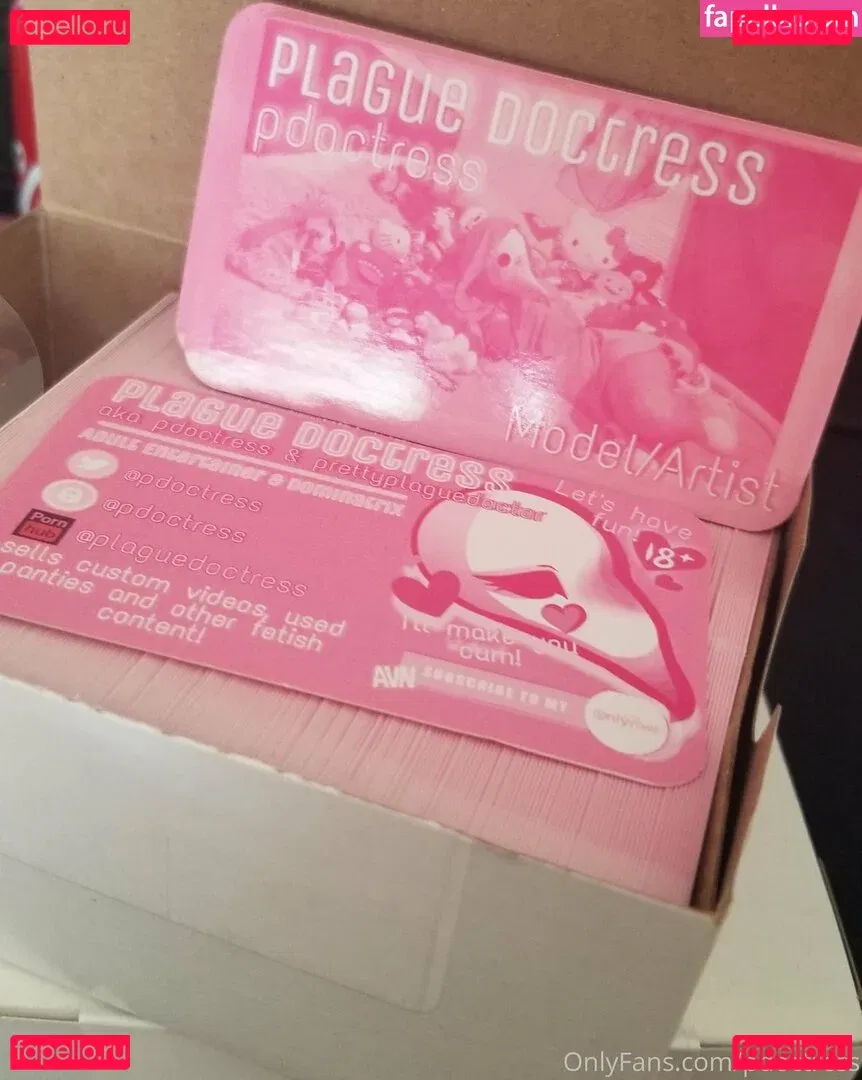 fapello.ru
fapello.ru
PLAGUE DOCTRESS
pdoctress
Model/Artist
PLAGUE DOCTRESS
aka pdoctress & prettyplaguedoctor
ADULT ENTERTAINER & DOMINATRIX
@pdoctress
@pdoctress
Porn
hub
@plaguedoctress
sells custom videos, used
panties and other fetish
content!
Let's have
fun!
18+
I'll make you
cum!
AVN
SUBSCRIBE TO MY
OnlyFans
fapello.ru
OnlyFans.com/pdoctress
fapello.ru